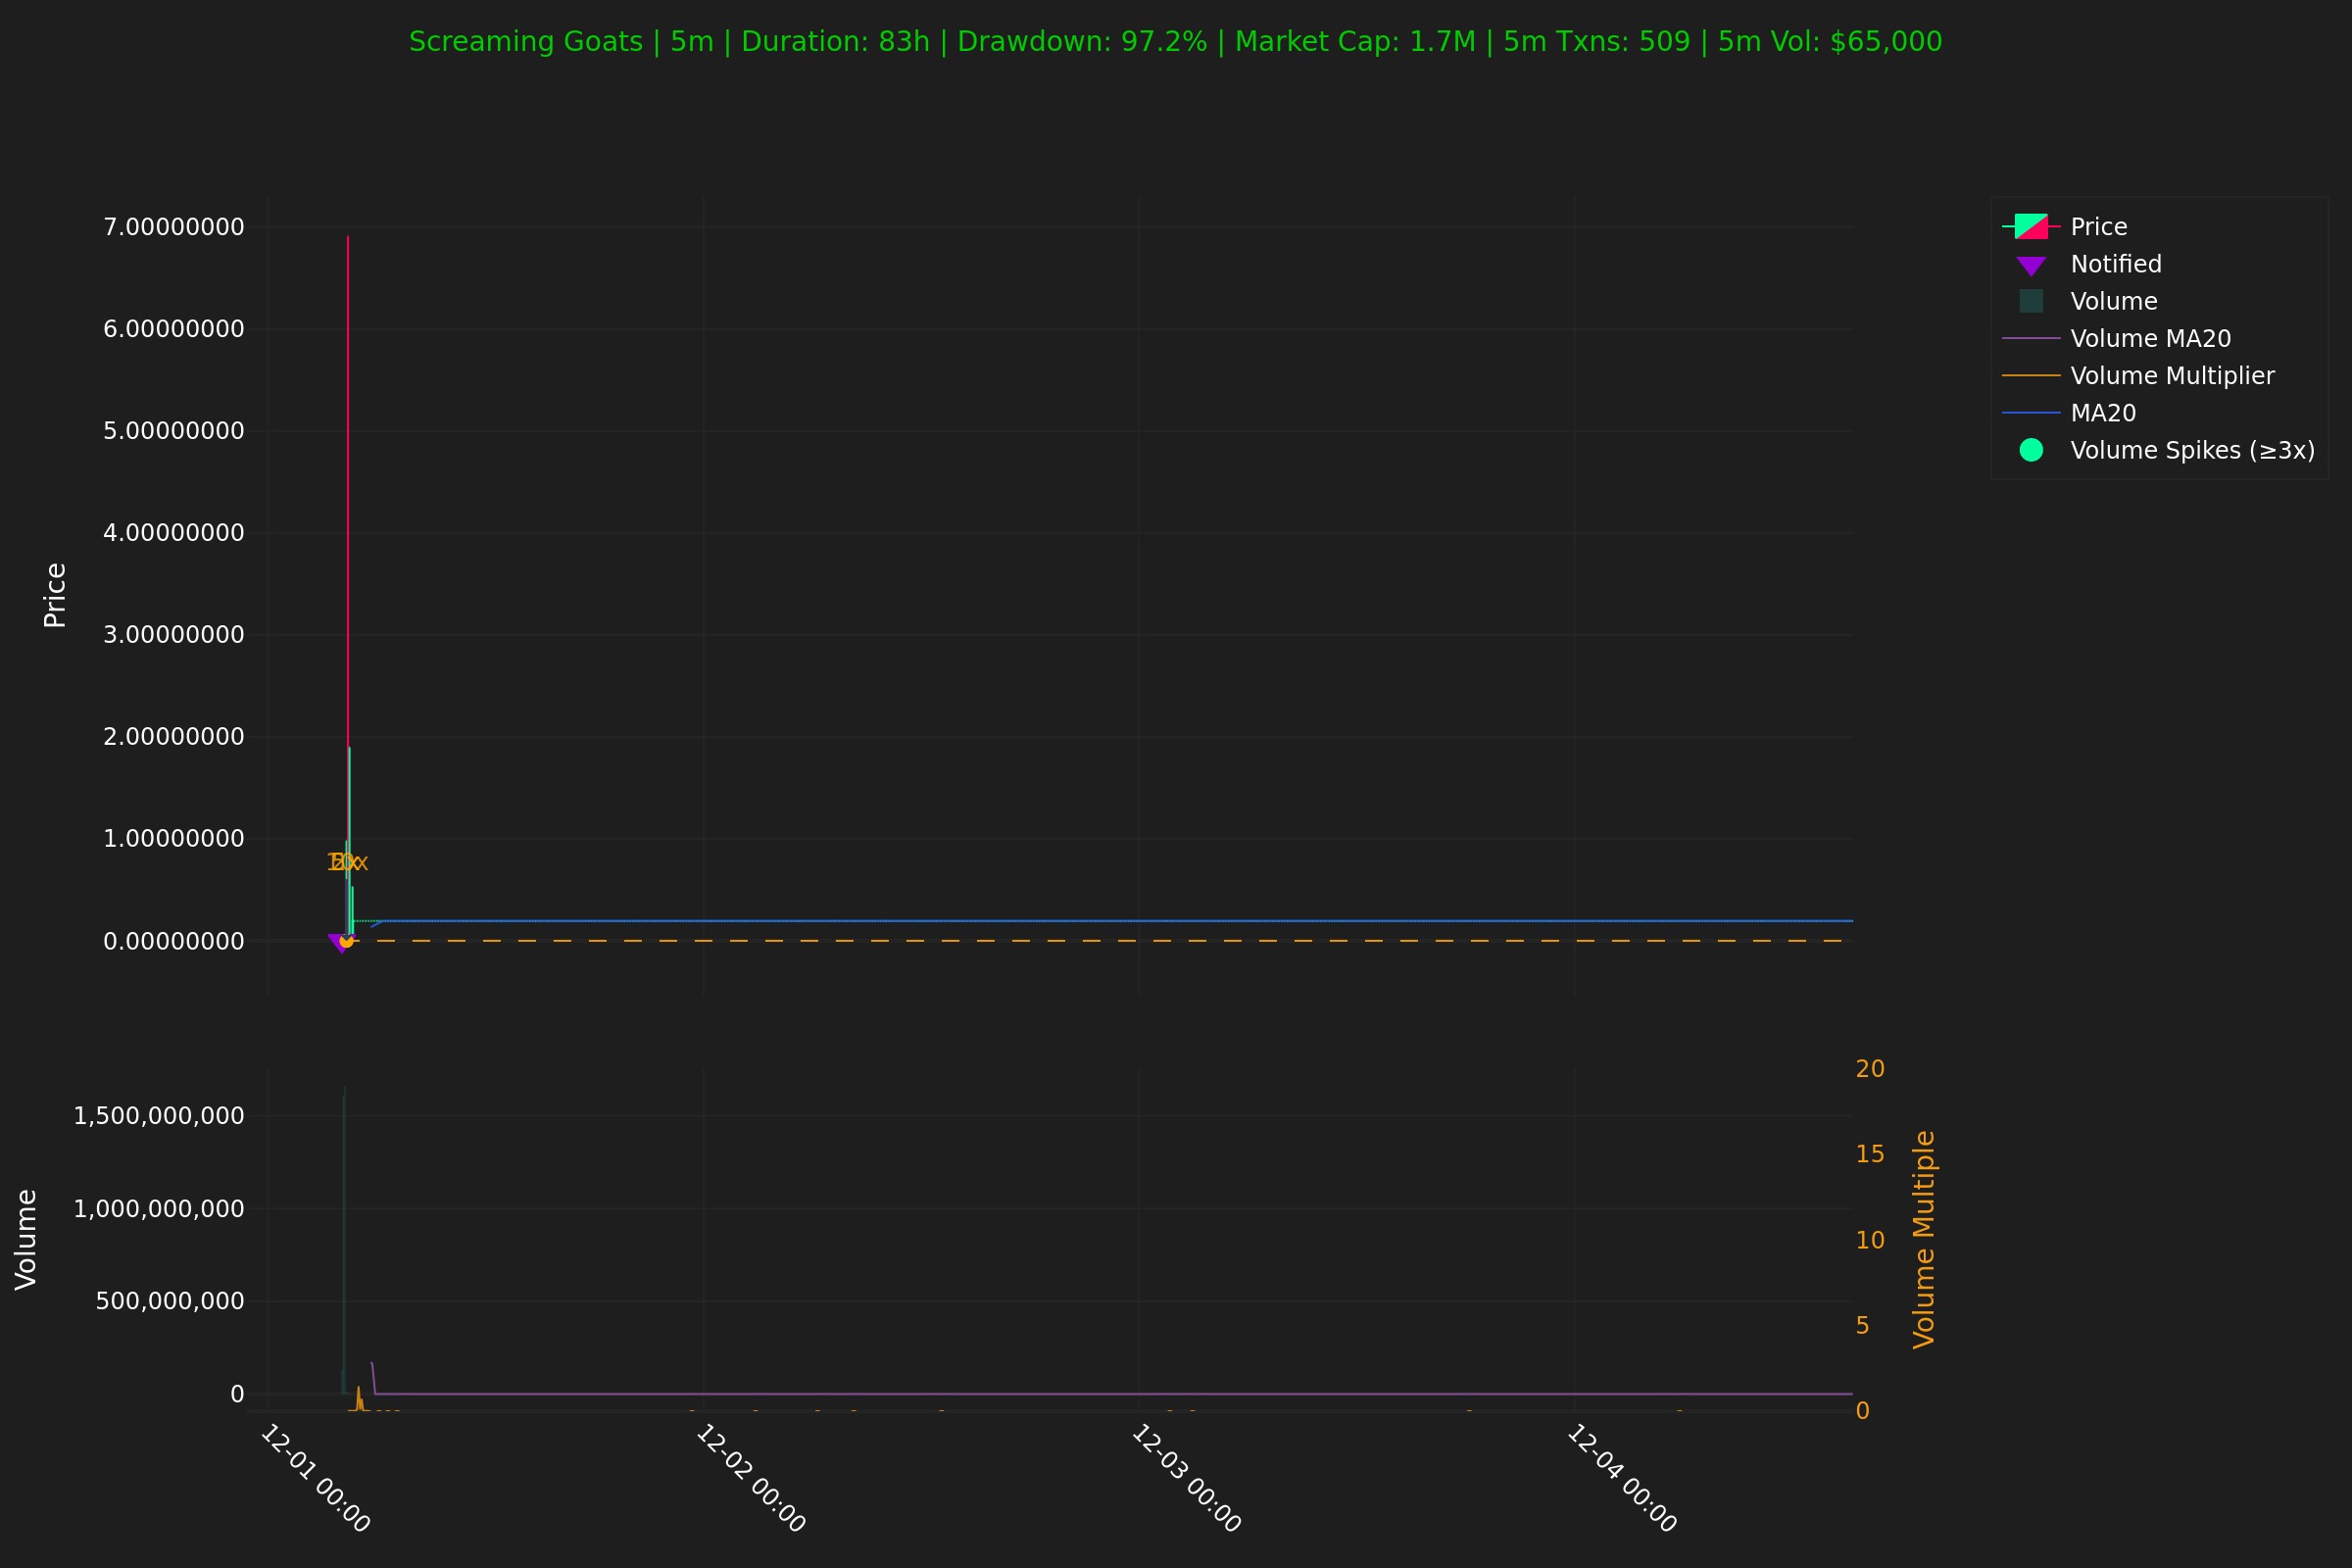 Screaming Goats | 5m | Duration: 83h | Drawdown: 97.2% | Market Cap: 1.7M | 5m Txns: 509 | 5m Vol: $65,000
Price
7.00000000
6.00000000
5.00000000
4.00000000
3.00000000
2.00000000
1.00000000
0.00000000
Price
Notified
Volume
Volume MA20
Volume Multiplier
MA20
Volume Spikes (≥3x)
Volume
1,500,000,000
1,000,000,000
500,000,000
0
20
15
10
5
0
Volume Multiple
12-01 00:00
12-02 00:00
12-03 00:00
12-04 00:00